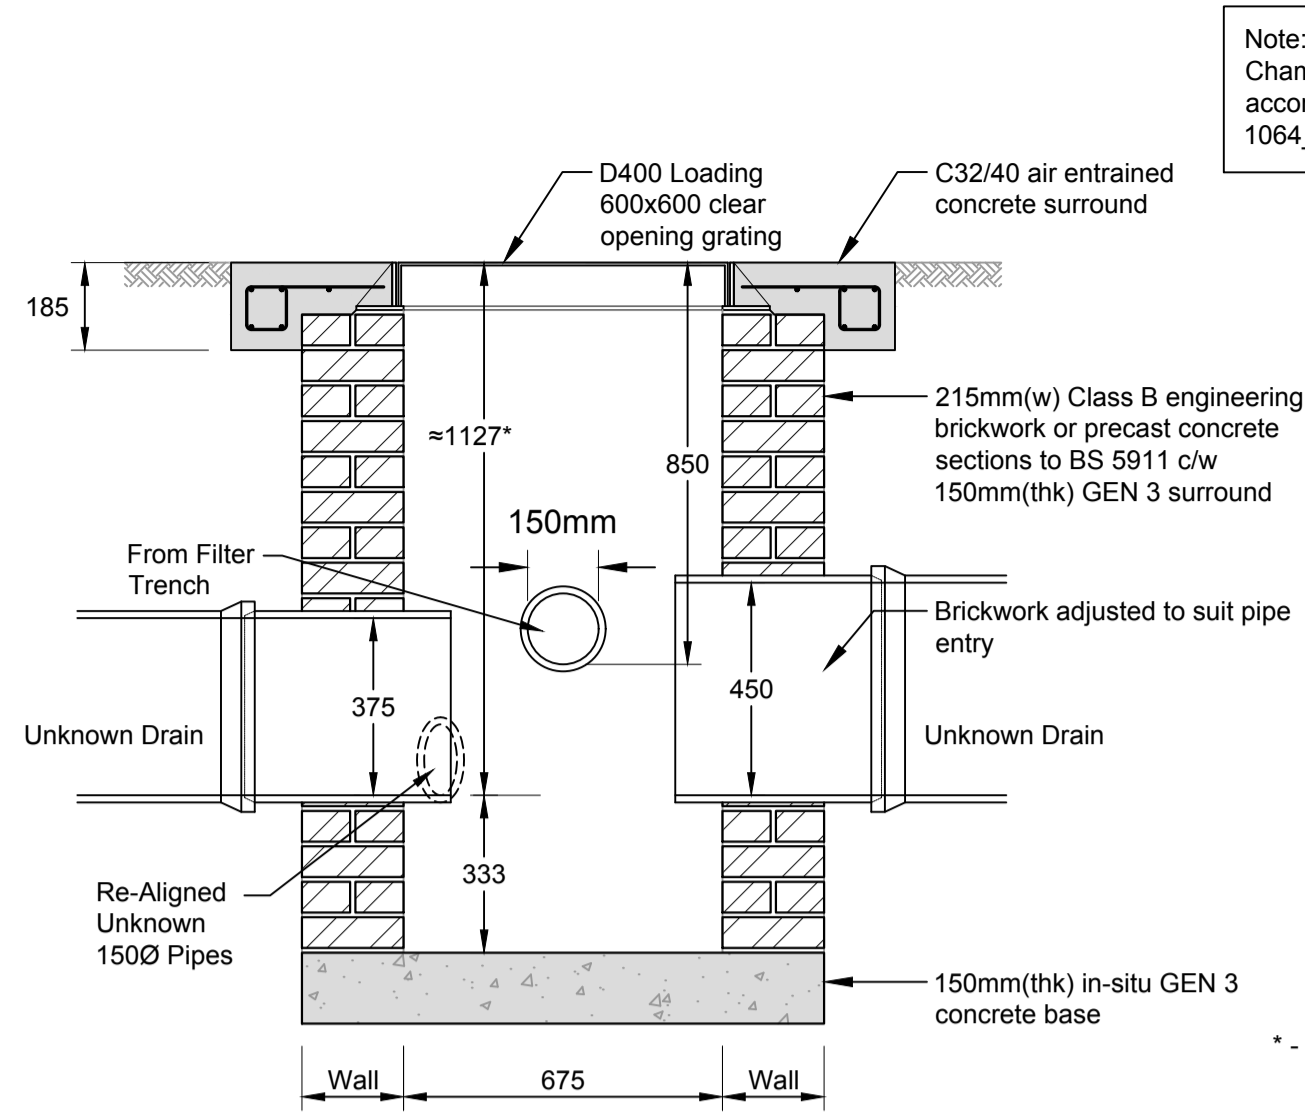 Note:
D400 Loading
600x600 clear
opening grating
C32/40 air entrained
concrete surround
185
≈1127*
850
215mm(w) Class B engineering
brickwork or precast concrete
sections to BS 5911 c/w
150mm(thk) GEN 3 surround
150mm
From Filter
Trench
Brickwork adjusted to suit pipe
entry
375
450
Unknown Drain
Unknown Drain
333
Re-Aligned
Unknown
150Ø Pipes
150mm(thk) in-situ GEN 3
concrete base
* -
Wall
675
Wall